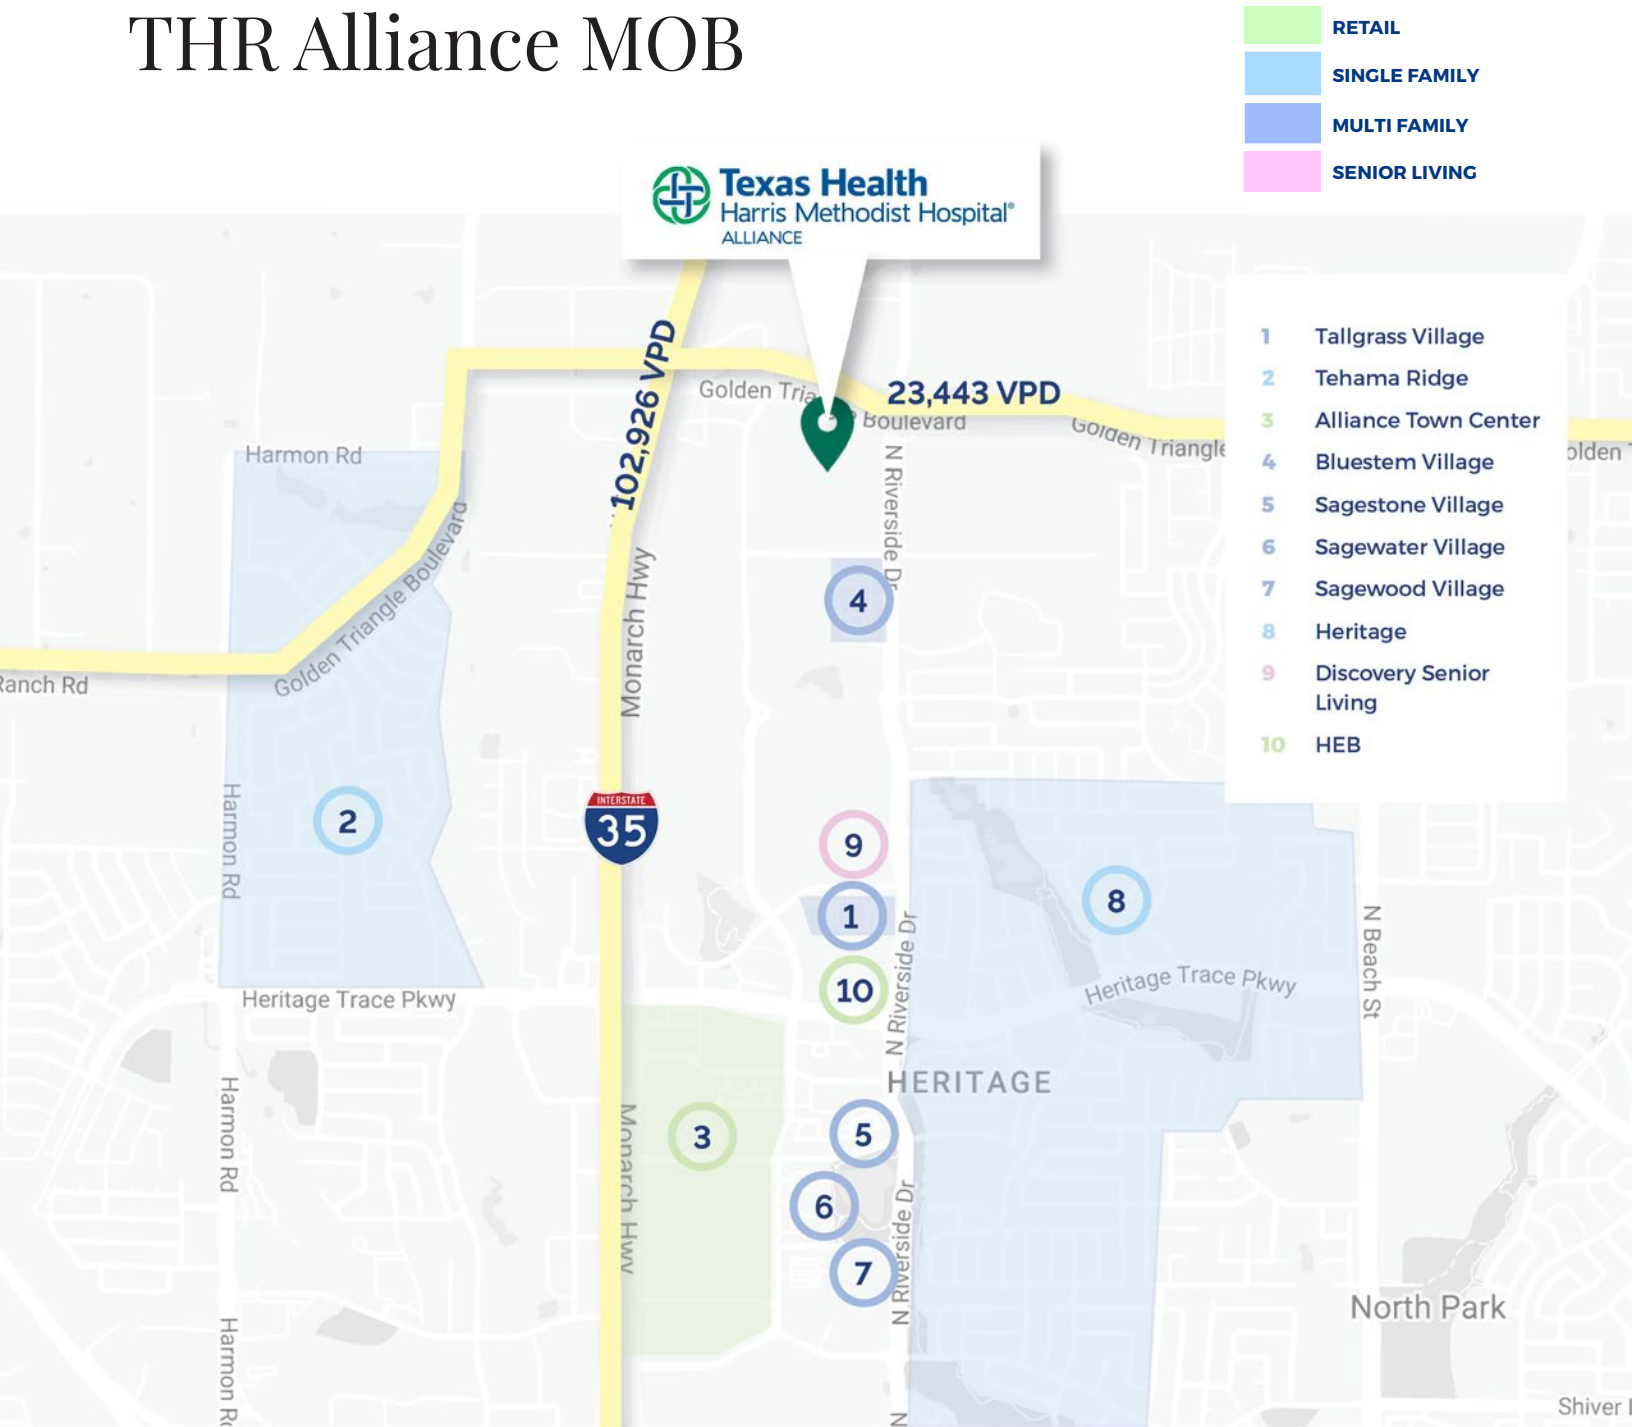 THR Alliance MOB
RETAIL
SINGLE FAMILY
MULTI FAMILY
SENIOR LIVING
Texas Health
Harris Methodist Hospital®
ALLIANCE
102,926 VPD
23,443 VPD
Golden Tria
e Boulevard
Golden Triangle
olden
1 Tallgrass Village
2 Tehama Ridge
3 Alliance Town Center
4 Bluestem Village
5 Sagestone Village
6 Sagewater Village
7 Sagewood Village
8 Heritage
9 Discovery Senior
Living
10 HEB
Harmon Rd
Golden Triangle Boulevard
Ranch Rd
N Riverside Dr
Monarch Hwy
4
2
INTERSTATE
35
Harmon Rd
9
1
10
8
N Riverside Dr
N Beach St
Heritage Trace Pkwy
Heritage Trace Pkwy
HERITAGE
Harmon Rd
Monarch Hwy
3
5
6
7
N Riverside Dr
North Park
Harmon R
N
Shiver